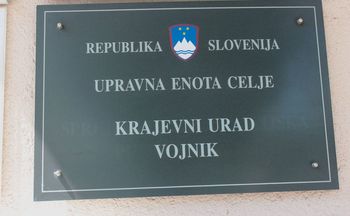 REPUBLIKA SLOVENIJA
UPRAVNA ENOTA CELJE
KRAJEVNI URAD
VOJNIK